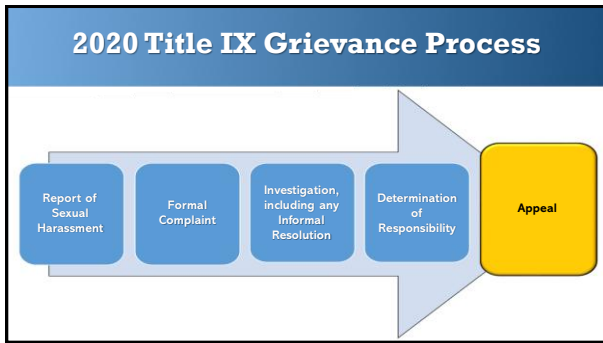 2020 Title IX Grievance Process
Report of
Sexual
Harassment
Formal
Complaint
Investigation,
including any
Informal
Resolution
Determination
of
Responsibility
Appeal